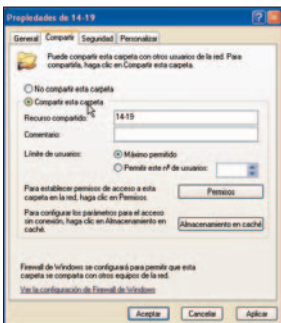 Propiedades de 14-19
General Compartir Seguridad Personalizar
Puede compartir esta carpeta con otros usuarios de la red. Para
compartirla, haga clic en Compartir esta carpeta.
No compartir esta carpeta
Compartir esta carpeta
Recurso compartido: 14-19
Comentario:
Límite de usuarios: Máximo permitido
Permitir este nº de usuarios:
Para establecer permisos de
acceso a esta
carpeta en la red, haga clic en Permisos. Permisos
Para configurar los parámetros para el acceso
sin conexión, haga clic en Almacenamiento en
caché. Almacenamiento en caché
Firewall de Windows se configurará para permitir que esta
carpeta se comparta con otros equipos de la red.
Ver la configuración de Firewall de Windows
Aceptar Cancelar Aplicar